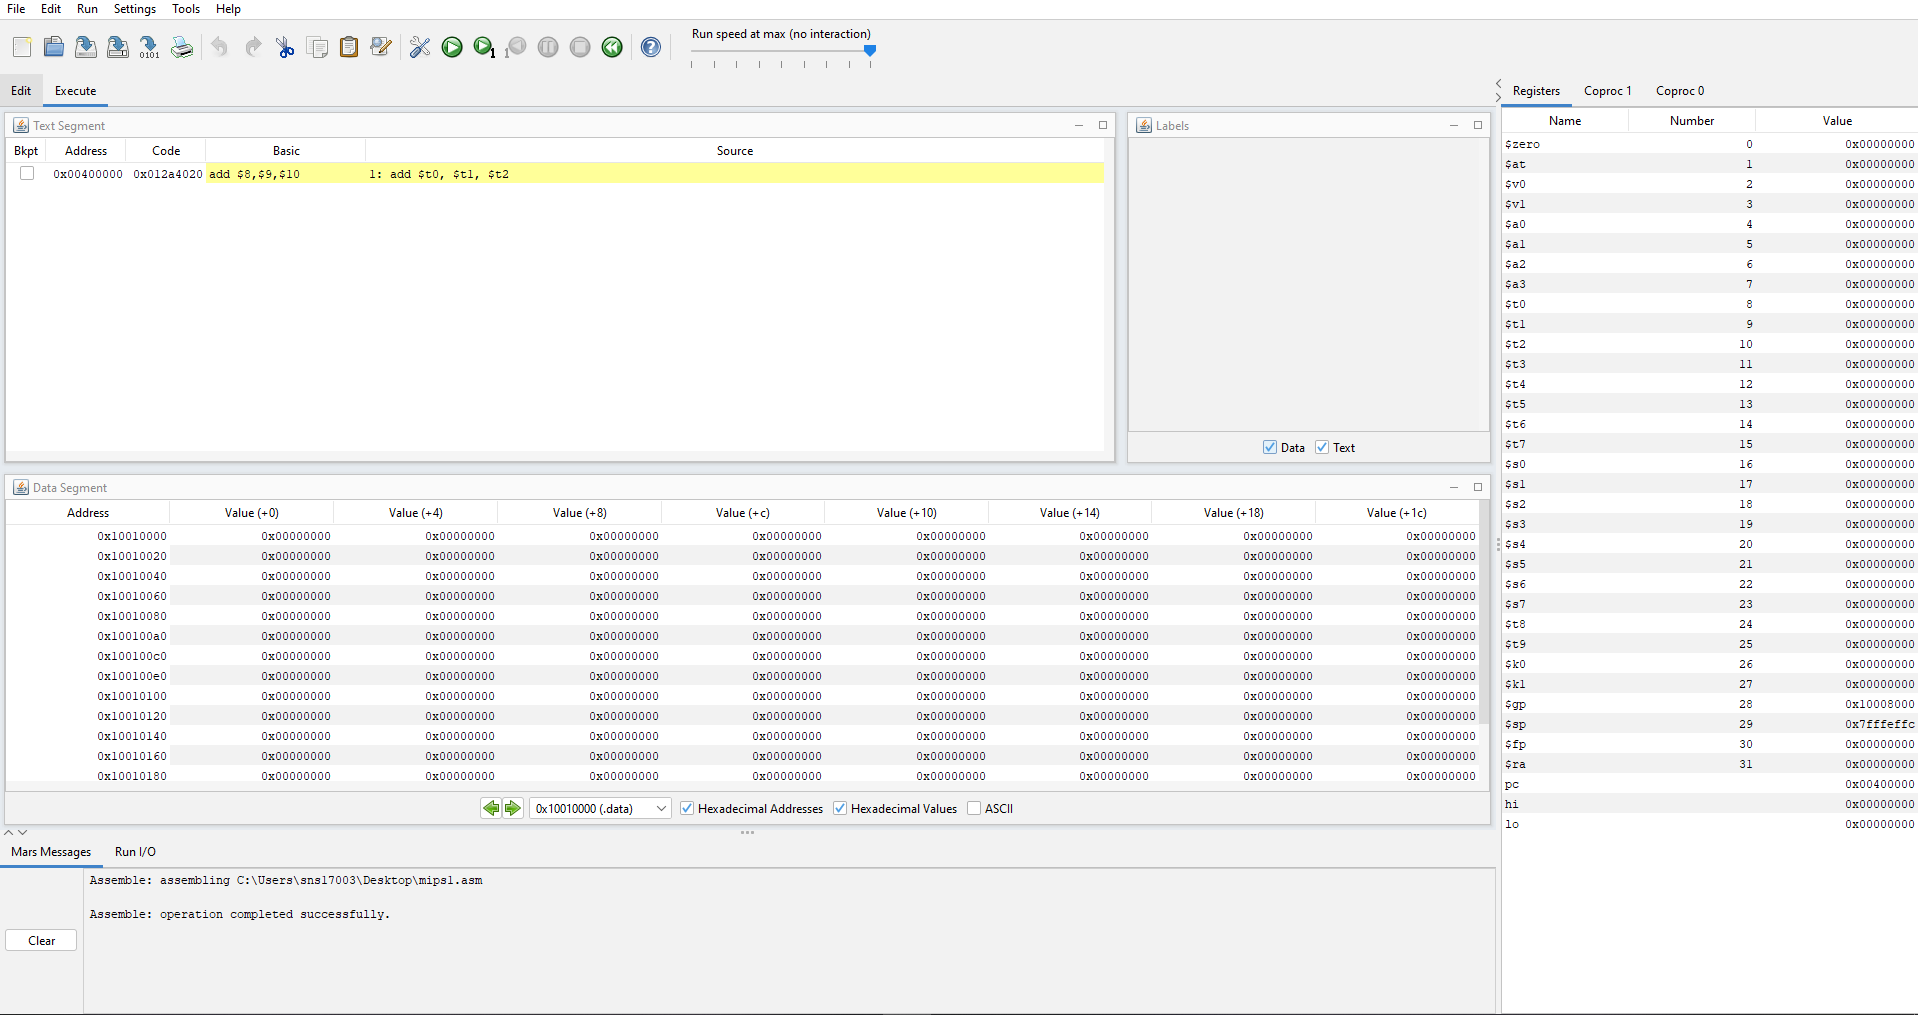 File Edit Run Settings Tools Help
0101
1
1
Run speed at max (no interaction)
Edit Execute
Text Segment
Bkpt Address Code Basic Source
0x00400000 0x012a4020 add $8,$9,$10 1: add $t0, $t1, $t2
Labels
Data Text
Data Segment
Address Value (+0) Value (+4) Value (+8) Value (+c) Value (+10) Value (+14) Value (+18) Value (+1c)
0x10010000 0x00000000 0x00000000 0x00000000 0x00000000 0x00000000 0x00000000 0x00000000 0x00000000
0x10010020 0x00000000 0x00000000 0x00000000 0x00000000 0x00000000 0x00000000 0x00000000 0x00000000
0x10010040 0x00000000 0x00000000 0x00000000 0x00000000 0x00000000 0x00000000 0x00000000 0x00000000
0x10010060 0x00000000 0x00000000 0x00000000 0x00000000 0x00000000 0x00000000 0x00000000 0x00000000
0x10010080 0x00000000 0x00000000 0x00000000 0x00000000 0x00000000 0x00000000 0x00000000 0x00000000
0x100100a0 0x00000000 0x00000000 0x00000000 0x00000000 0x00000000 0x00000000 0x00000000 0x00000000
0x100100c0 0x00000000 0x00000000 0x00000000 0x00000000 0x00000000 0x00000000 0x00000000 0x00000000
0x100100e0 0x00000000 0x00000000 0x00000000 0x00000000 0x00000000 0x00000000 0x00000000 0x00000000
0x10010100 0x00000000 0x00000000 0x00000000 0x00000000 0x00000000 0x00000000 0x00000000 0x00000000
0x10010120 0x00000000 0x00000000 0x00000000 0x00000000 0x00000000 0x00000000 0x00000000 0x00000000
0x10010140 0x00000000 0x00000000 0x00000000 0x00000000 0x00000000 0x00000000 0x00000000 0x00000000
0x10010160 0x00000000 0x00000000 0x00000000 0x00000000 0x00000000 0x00000000 0x00000000 0x00000000
0x10010180 0x00000000 0x00000000 0x00000000 0x00000000 0x00000000 0x00000000 0x00000000 0x00000000
0x10010000 (.data) Hexadecimal Addresses Hexadecimal Values ASCII
Mars Messages Run I/O
Assemble: assembling C:\Users\sns17003\Desktop\mips1.asm
Assemble: operation completed successfully.
Clear
Registers Coproc 1 Coproc 0
Name Number Value
$zero 0 0x00000000
$at 1 0x00000000
$v0 2 0x00000000
$v1 3 0x00000000
$a0 4 0x00000000
$a1 5 0x00000000
$a2 6 0x00000000
$a3 7 0x00000000
$t0 8 0x00000000
$t1 9 0x00000000
$t2 10 0x00000000
$t3 11 0x00000000
$t4 12 0x00000000
$t5 13 0x00000000
$t6 14 0x00000000
$t7 15 0x00000000
$s0 16 0x00000000
$s1 17 0x00000000
$s2 18 0x00000000
$s3 19 0x00000000
$s4 20 0x00000000
$s5 21 0x00000000
$s6 22 0x00000000
$s7 23 0x00000000
$t8 24 0x00000000
$t9 25 0x00000000
$k0 26 0x00000000
$k1 27 0x00000000
$gp 28 0x10008000
$sp 29 0x7fffeffc
$fp 30 0x00000000
$ra 31 0x00000000
pc 0x00400000
hi 0x00000000
lo 0x00000000